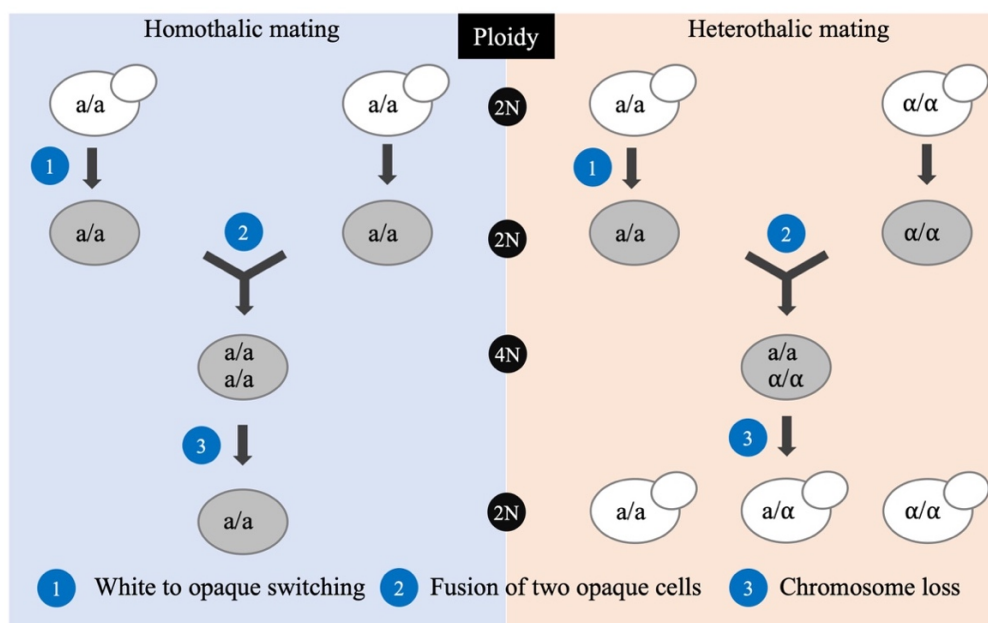 Homothalic mating
Ploidy
Heterothalic mating
a/a
a/a
2N
a/a
α/α
1
1
a/a
a/a
2N
a/a
α/α
2
2
a/a
a/a
4N
a/a
α/α
3
3
a/a
2N
a/a
a/α
α/α
1 White to opaque switching
2 Fusion of two opaque cells
3 Chromosome loss